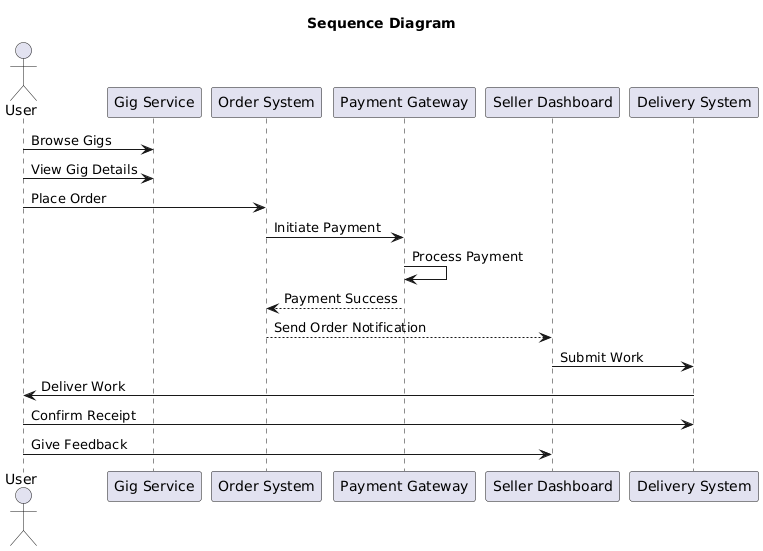 Sequence Diagram
User
Gig Service
Order System
Payment Gateway
Seller Dashboard
Delivery System
Browse Gigs
View Gig Details
Place Order
Initiate Payment
Process Payment
Payment Success
Send Order Notification
Submit Work
Deliver Work
Confirm Receipt
Give Feedback
User
Gig Service
Order System
Payment Gateway
Seller Dashboard
Delivery System